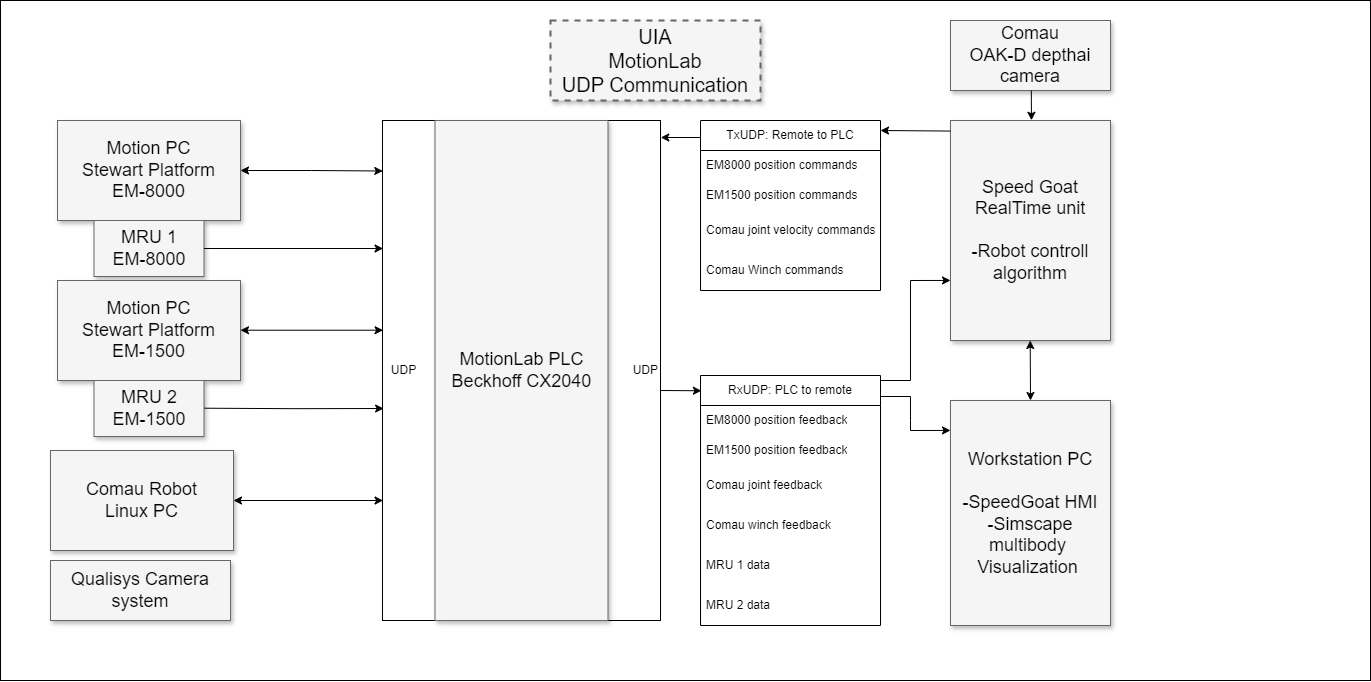 UIA
MotionLab
UDP Communication
Comau
OAK-D depthai
camera
Motion PC
Stewart Platform
EM-8000
MRU 1
EM-8000
Motion PC
Stewart Platform
EM-1500
MRU 2
EM-1500
Comau Robot
Linux PC
Qualisys Camera
system
UDP
MotionLab PLC
Beckhoff CX2040
UDP
TxUDP: Remote to PLC
EM8000 position commands
EM1500 position commands
Comau joint velocity commands
Comau Winch commands
RxUDP: PLC to remote
EM8000 position feedback
EM1500 position feedback
Comau joint feedback
Comau winch feedback
MRU 1 data
MRU 2 data
Speed Goat
RealTime unit
-Robot controll
algorithm
Workstation PC
-SpeedGoat HMI
-Simscape
multibody
Visualization